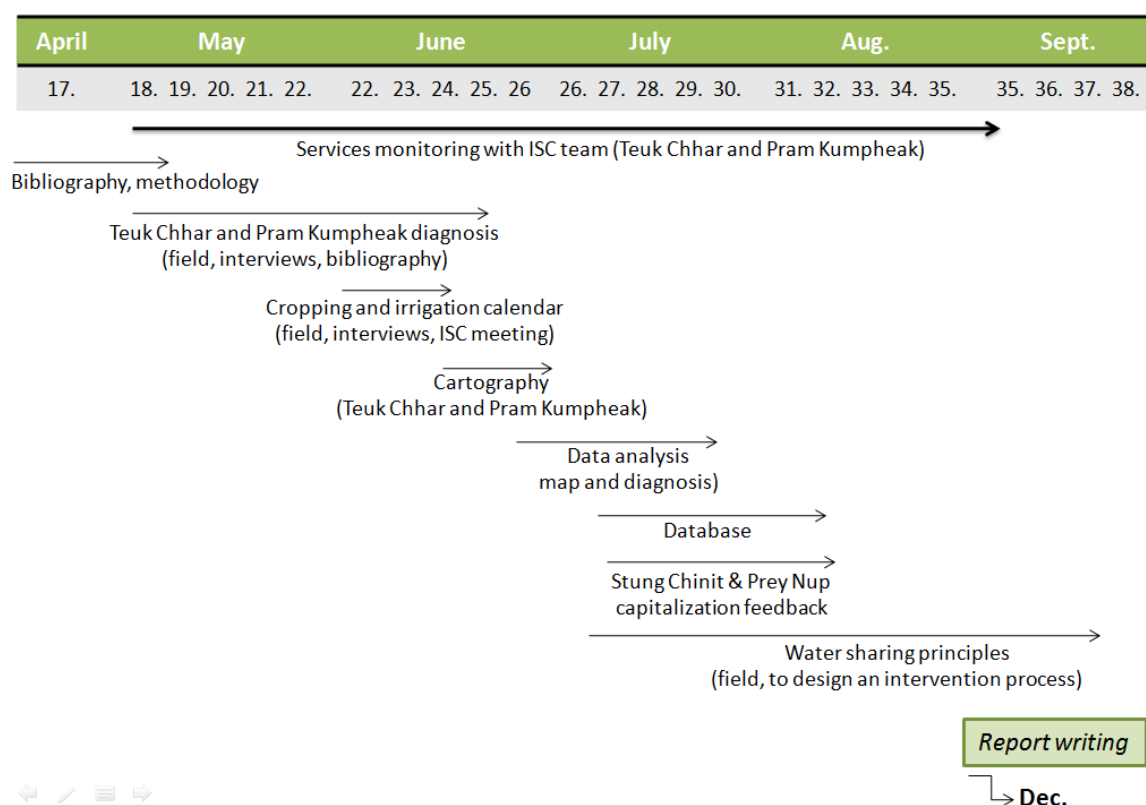 April May June July Aug. Sept.
17. 18. 19. 20. 21. 22. 22. 23. 24. 25. 26 26. 27. 28. 29. 30. 31. 32. 33. 34. 35. 35. 36. 37. 38.
Services monitoring with ISC team (Teuk Chhar and Pram Kumpheak)
Bibliography, methodology
Teuk Chhar and Pram Kumpheak diagnosis
(field, interviews, bibliography)
Cropping and irrigation calendar
(field, interviews, ISC meeting)
Cartography
(Teuk Chhar and Pram Kumpheak)
Data analysis
map and diagnosis)
Database
Stung Chinit & Prey Nup
capitalization feedback
Water sharing principles
(field, to design an intervention process)
Report writing
Dec.